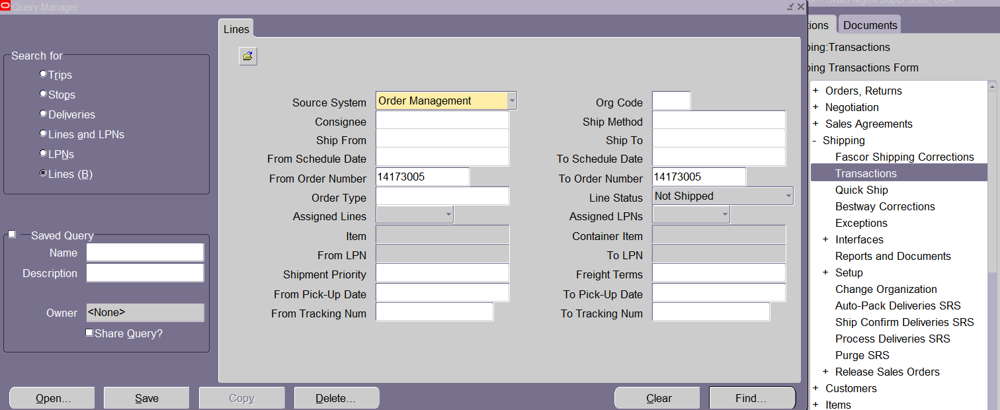 Query Manager
Lines
Search for
Trips
Stops
Deliveries
Lines and LPNs
LPNs
Lines (B)
Saved Query
Name
Description
Owner <None>
Share Query?
Source System Order Management Org Code
Consignee Ship Method
Ship From Ship To
From Schedule Date To Schedule Date
From Order Number 14173005 To Order Number 14173005
Order Type Line Status Not Shipped
Assigned Lines Assigned LPNs
Item Container Item
From LPN To LPN
Shipment Priority Freight Terms
From Pick-Up Date To Pick-Up Date
From Tracking Num To Tracking Num
Open... Save Copy Delete... Clear Find...
Order Mgmt Super User, USA
Documents
Transactions
Transactions Form
+ Orders, Returns
+ Negotiation
+ Sales Agreements
- Shipping
Fascor Shipping Corrections
Transactions
Quick Ship
Bestway Corrections
Exceptions
+ Interfaces
Reports and Documents
+ Setup
Change Organization
Auto-Pack Deliveries SRS
Ship Confirm Deliveries SRS
Process Deliveries SRS
Purge SRS
+ Release Sales Orders
+ Customers
+ Items